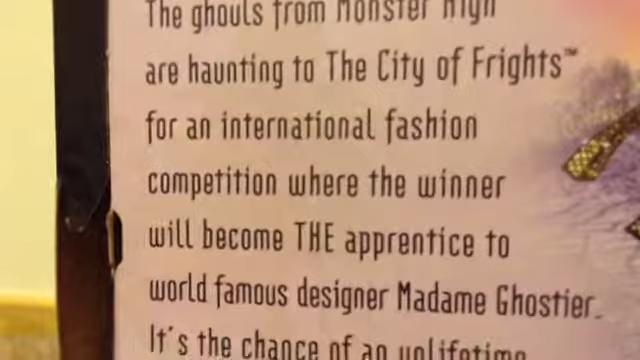 The ghouls from Monster High
are haunting to The City of Frights™
for an international fashion
competition where the winner
will become THE apprentice to
world famous designer Madame Ghostier.
It's the chance of an unlifetime